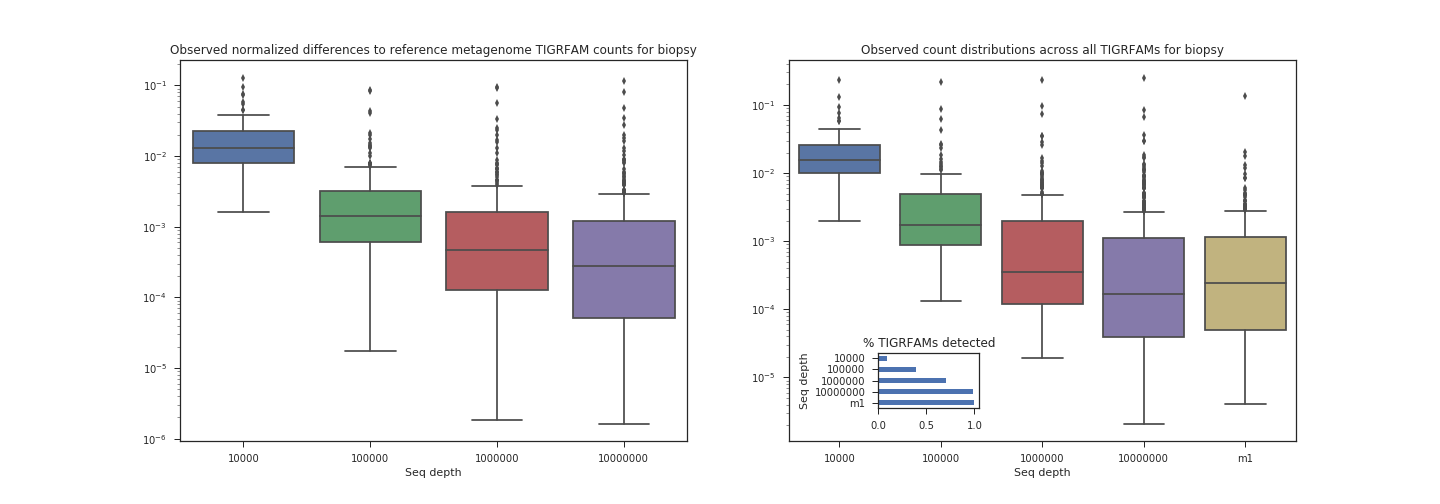 Observed normalized differences to reference metagenome TIGRFAM counts for biopsy
10⁻¹
10⁻²
10⁻³
10⁻⁴
10⁻⁵
10⁻⁶
10000 100000 1000000 10000000
Seq depth
Observed count distributions across all TIGRFAMs for biopsy
10⁻¹
10⁻²
10⁻³
10⁻⁴
10⁻⁵
% TIGRFAMs detected
Seq depth
10000
100000
1000000
10000000
m1
0.0 0.5 1.0
10000 100000 1000000 10000000 m1
Seq depth